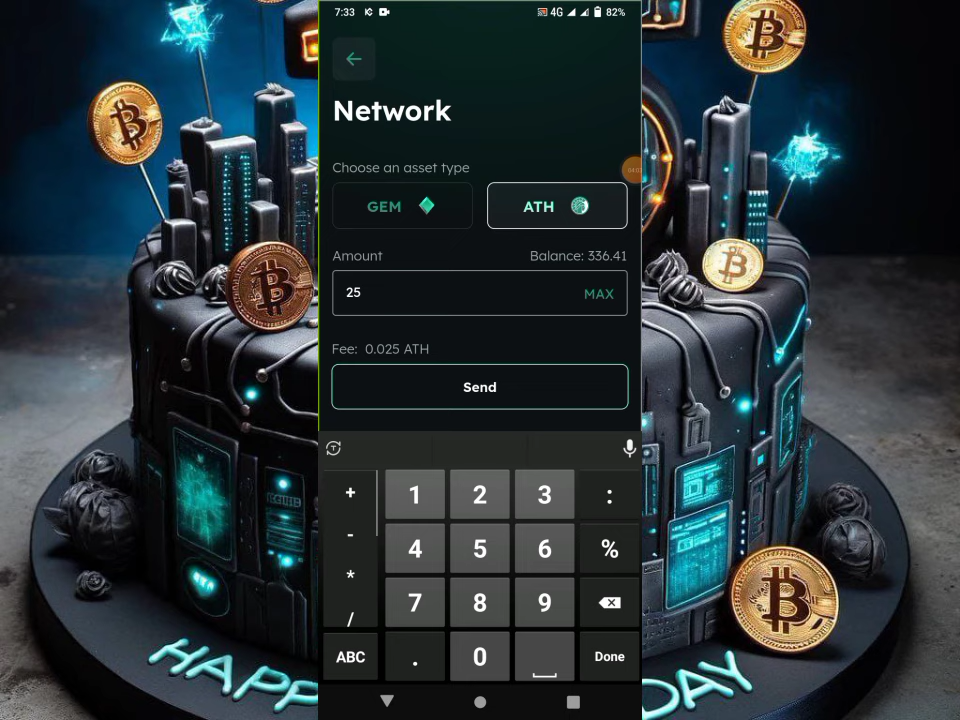 7:33
4G
82%
Network
Choose an asset type
GEM
ATH
Amount
Balance: 336.41
25
MAX
Fee: 0.025 ATH
Send
+ 1 2 3 :
- 4 5 6 %
*
7 8 9
/
ABC . 0 Done
HAPP
DAY